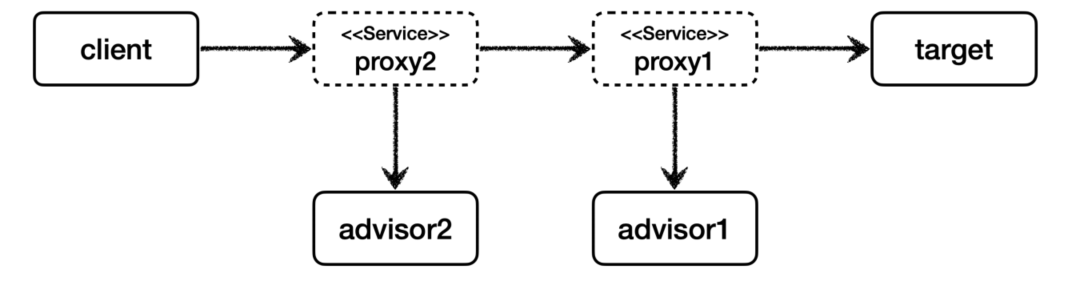 client
<<Service>>
proxy2
<<Service>>
proxy1
target
advisor2
advisor1